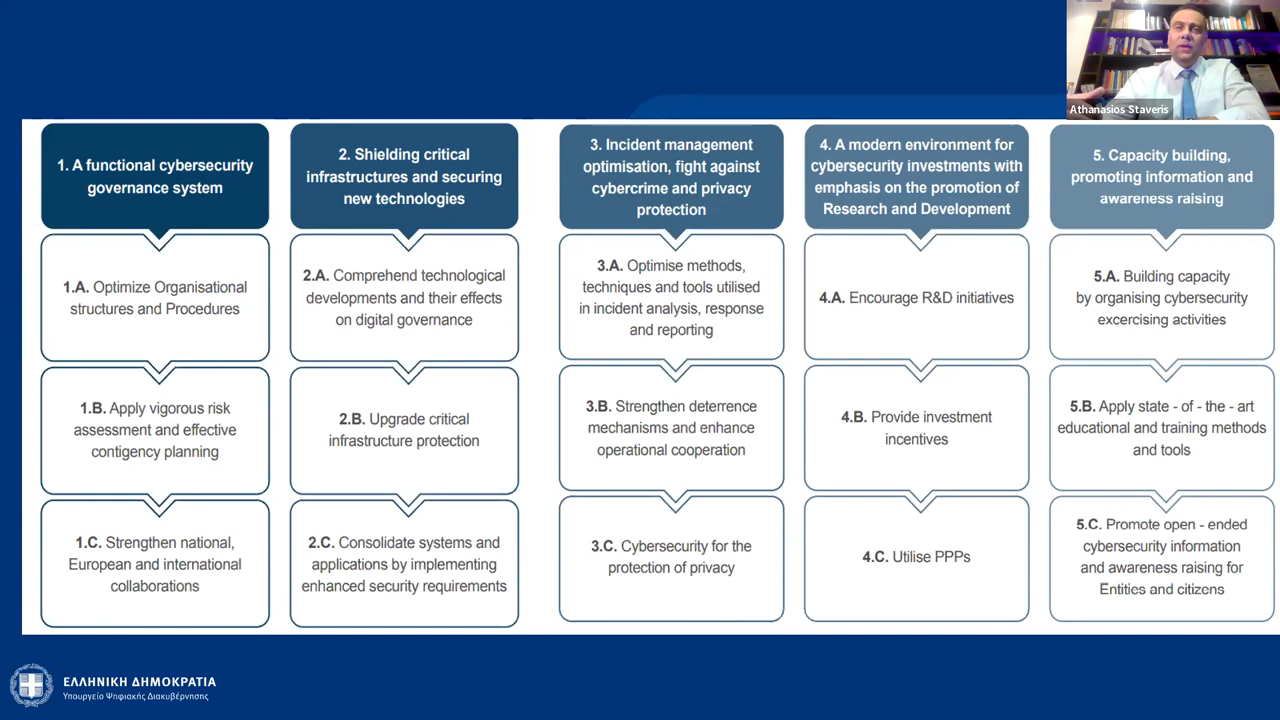 Athanasios Staveris
1. A functional cybersecurity
governance system
1.A. Optimize Organisational
structures and Procedures
1.B. Apply vigorous risk
assessment and effective
contigency planning
1.C. Strengthen national,
European and international
collaborations
2. Shielding critical
infrastructures and securing
new technologies
2.A. Comprehend technological
developments and their effects
on digital governance
2.B. Upgrade critical
infrastructure protection
2.C. Consolidate systems and
applications by implementing
enhanced security requirements
3. Incident management
optimisation, fight against
cybercrime and privacy
protection
3.A. Optimise methods,
techniques and tools utilised
in incident analysis, response
and reporting
3.B. Strengthen deterrence
mechanisms and enhance
operational cooperation
3.C. Cybersecurity for the
protection of privacy
4. A modern environment for
cybersecurity investments with
emphasis on the promotion of
Research and Development
4.A. Encourage R&D initiatives
4.B. Provide investment
incentives
4.C. Utilise PPPs
5. Capacity building,
promoting information and
awareness raising
5.A. Building capacity
by organising cybersecurity
excercising activities
5.B. Apply state - of - the - art
educational and training methods
and tools
5.C. Promote open - ended
cybersecurity information
and awareness raising for
Entities and citizens
ΕΛΛΗΝΙΚΗ ΔΗΜΟΚΡΑΤΙΑ
Υπουργείο Ψηφιακής Διακυβέρνησης